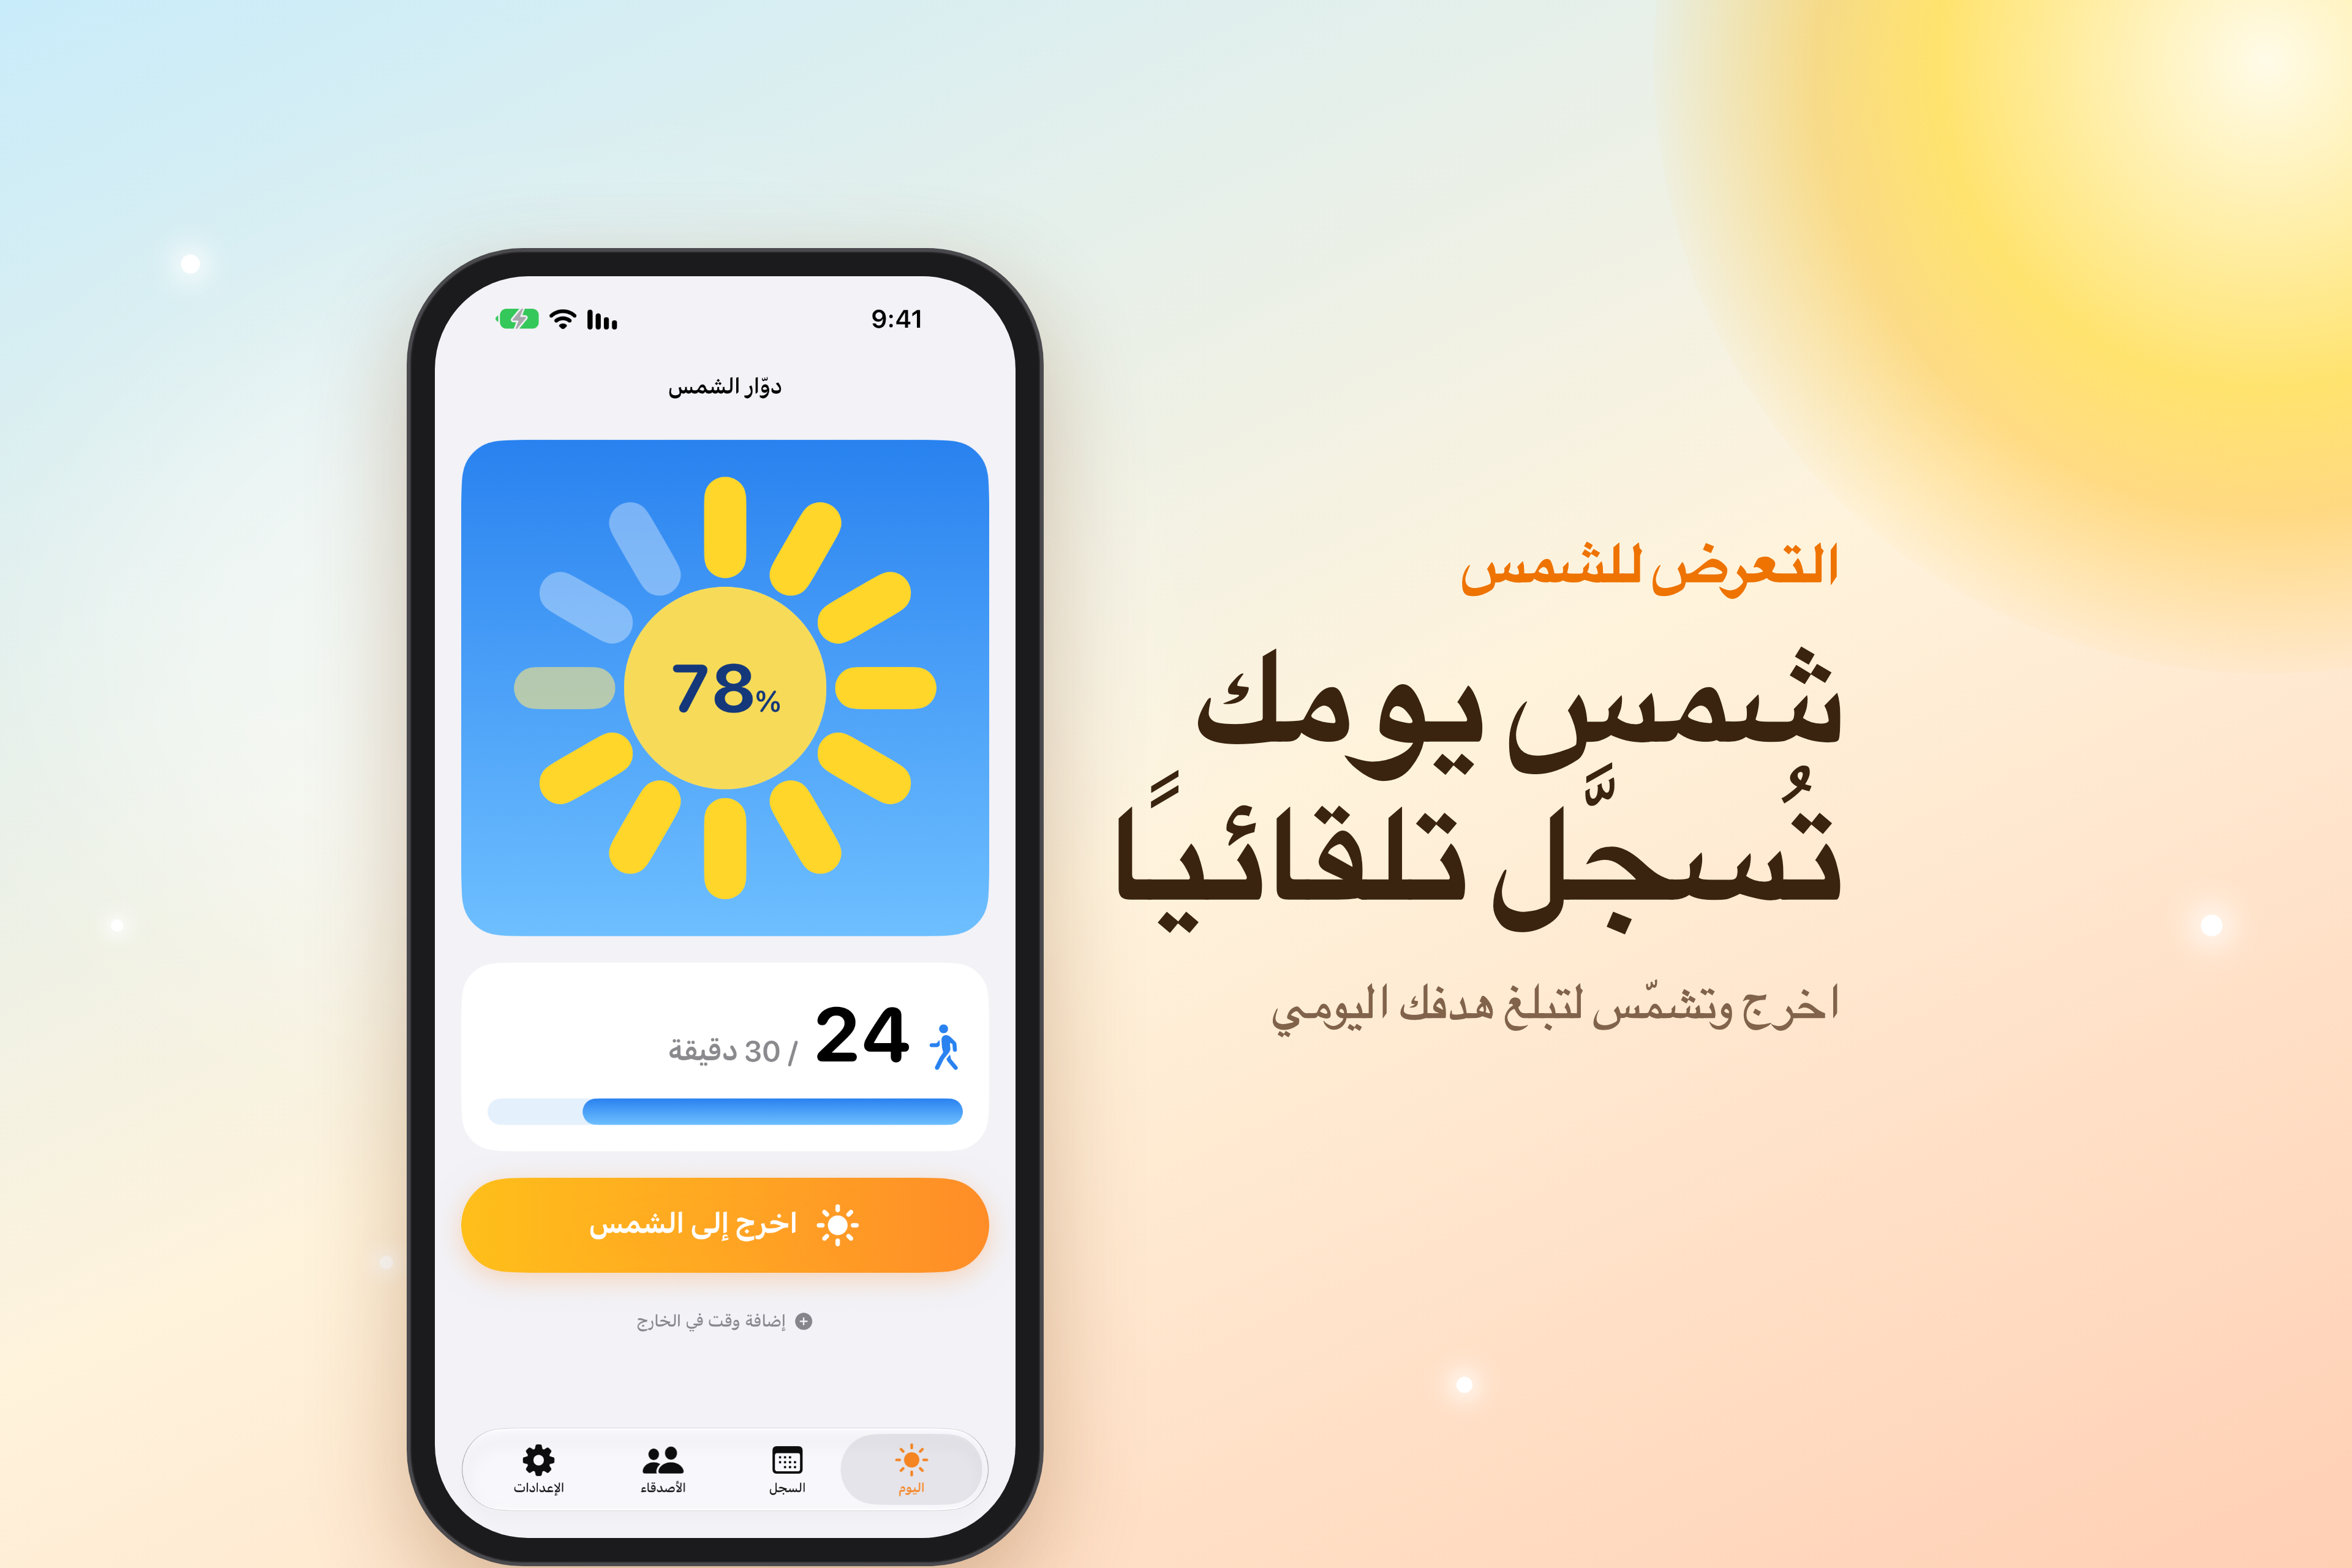 التعرض للشمس
شمس يومك
تُسجَّل تلقائيًا
اخرج وتشمّس لتبلغ هدفك اليومي
9:41
دوّار الشمس
78%
24 / 30 دقيقة
اخرج إلى الشمس
إضافة وقت في الخارج
اليوم
السجل
الأصدقاء
الإعدادات